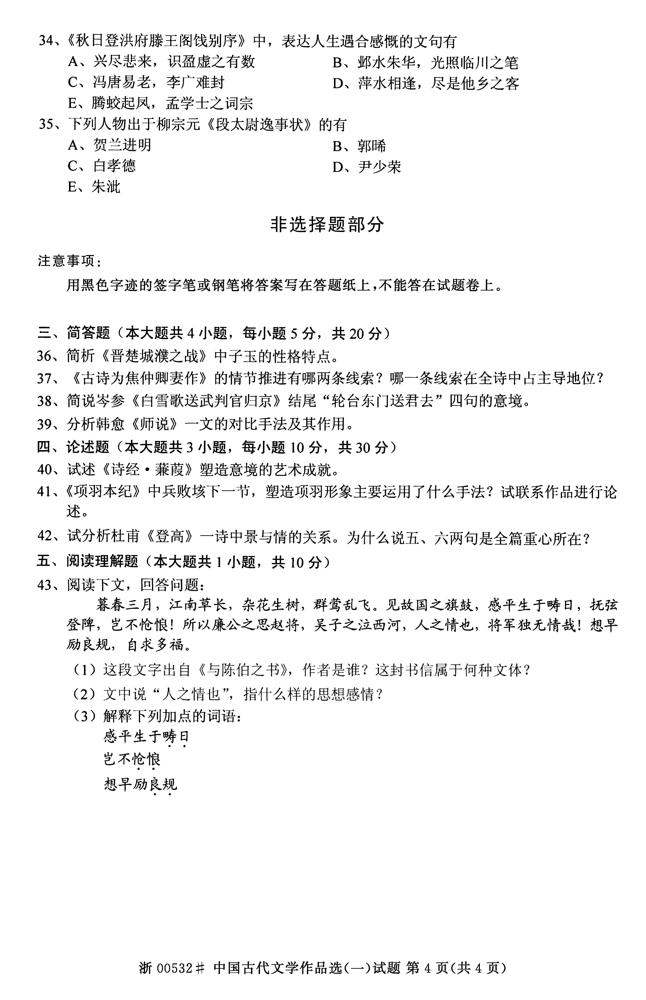 34、《秋日登洪府滕王阁饯别序》中，表达人生遇合感慨的文句有
A、兴尽悲来，识盈虚之有数
B、邺水朱华，光照临川之笔
C、冯唐易老，李广难封
D、萍水相逢，尽是他乡之客
E、腾蛟起凤，孟学士之词宗
35、下列人物出于柳宗元《段太尉逸事状》的有
A、贺兰进明
B、郭晞
C、白孝德
D、尹少荣
E、朱泚
非选择题部分
注意事项：
用黑色字迹的签字笔或钢笔将答案写在答题纸上，不能答在试题卷上。
三、简答题（本大题共 4 小题，每小题 5 分，共 20 分）
36、简析《晋楚城濮之战》中子玉的性格特点。
37、《古诗为焦仲卿妻作》的情节推进有哪两条线索？哪一条线索在全诗中占主导地位？
38、简说岑参《白雪歌送武判官归京》结尾“轮台东门送君去”四句的意境。
39、分析韩愈《师说》一文的对比手法及其作用。
四、论述题（本大题共 3 小题，每小题 10 分，共 30 分）
40、试述《诗经·蒹葭》塑造意境的艺术成就。
41、《项羽本纪》中兵败垓下一节，塑造项羽形象主要运用了什么手法？试联系作品进行论
述。
42、试分析杜甫《登高》一诗中景与情的关系。为什么说五、六两句是全篇重心所在？
五、阅读理解题（本大题共 1 小题，共 10 分）
43、阅读下文，回答问题：
暮春三月，江南草长，杂花生树，群莺乱飞。见故国之旗鼓，感平生于畴日，抚弦
登陴，岂不怆悢！所以廉公之思赵将，吴子之泣西河，人之情也，将军独无情哉！想早
励良规，自求多福。
（1）这段文字出自《与陈伯之书》，作者是谁？这封书信属于何种文体？
（2）文中说“人之情也”，指什么样的思想感情？
（3）解释下列加点的词语：
感平生于畴日
岂不怆悢
想早励良规
浙 00532# 中国古代文学作品选(一)试题 第 4 页(共 4 页)